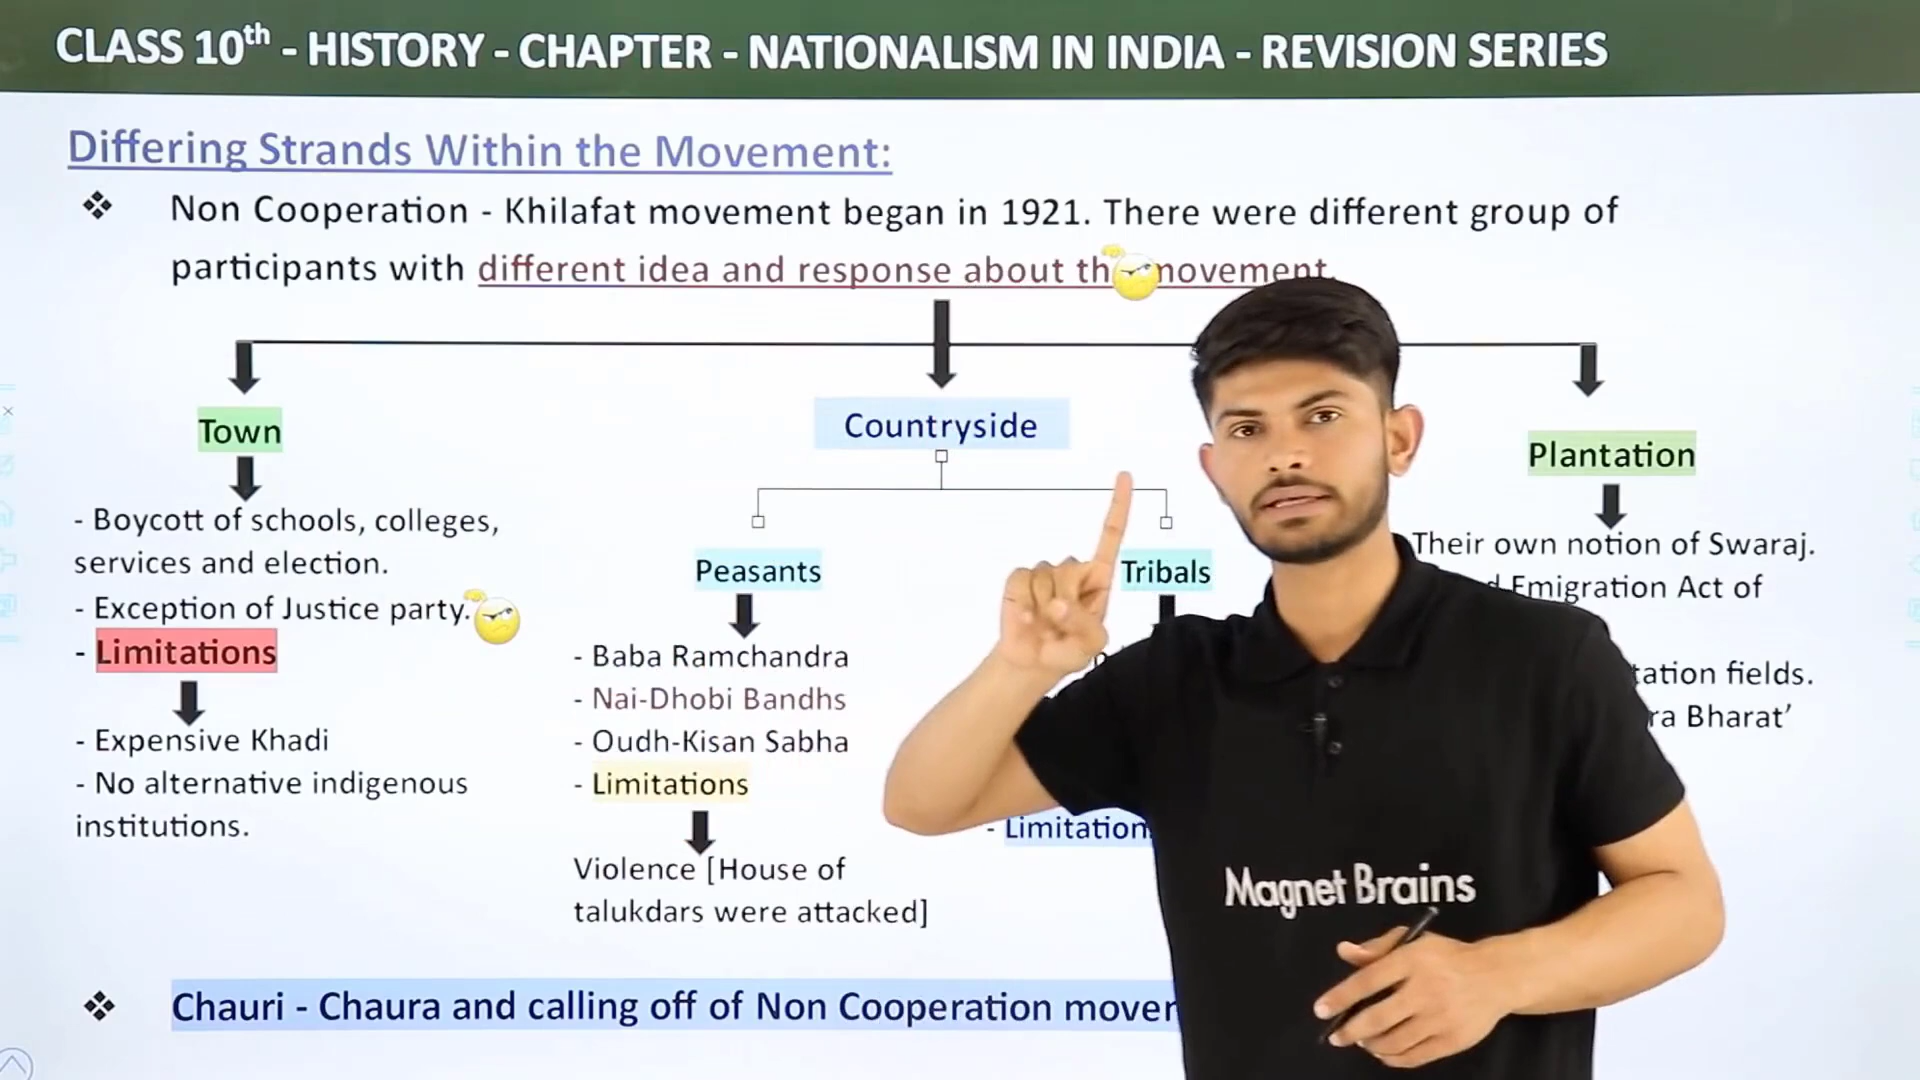 CLASS 10th - HISTORY - CHAPTER - NATIONALISM IN INDIA - REVISION SERIES
Differing Strands Within the Movement:
❖ Non Cooperation - Khilafat movement began in 1921. There were different group of
participants with different idea and response about th movement.
Town
- Boycott of schools, colleges,
services and election.
- Exception of Justice party.
- Limitations
- Expensive Khadi
- No alternative indigenous
institutions.
Countryside
Peasants
- Baba Ramchandra
- Nai-Dhobi Bandhs
- Oudh-Kisan Sabha
- Limitations
Violence [House of
talukdars were attacked]
Tribals
- Limitation
Plantation
Their own notion of Swaraj.
Emigration Act of
tation fields.
ra Bharat’
❖ Chauri - Chaura and calling off of Non Cooperation mover
Magnet Brains